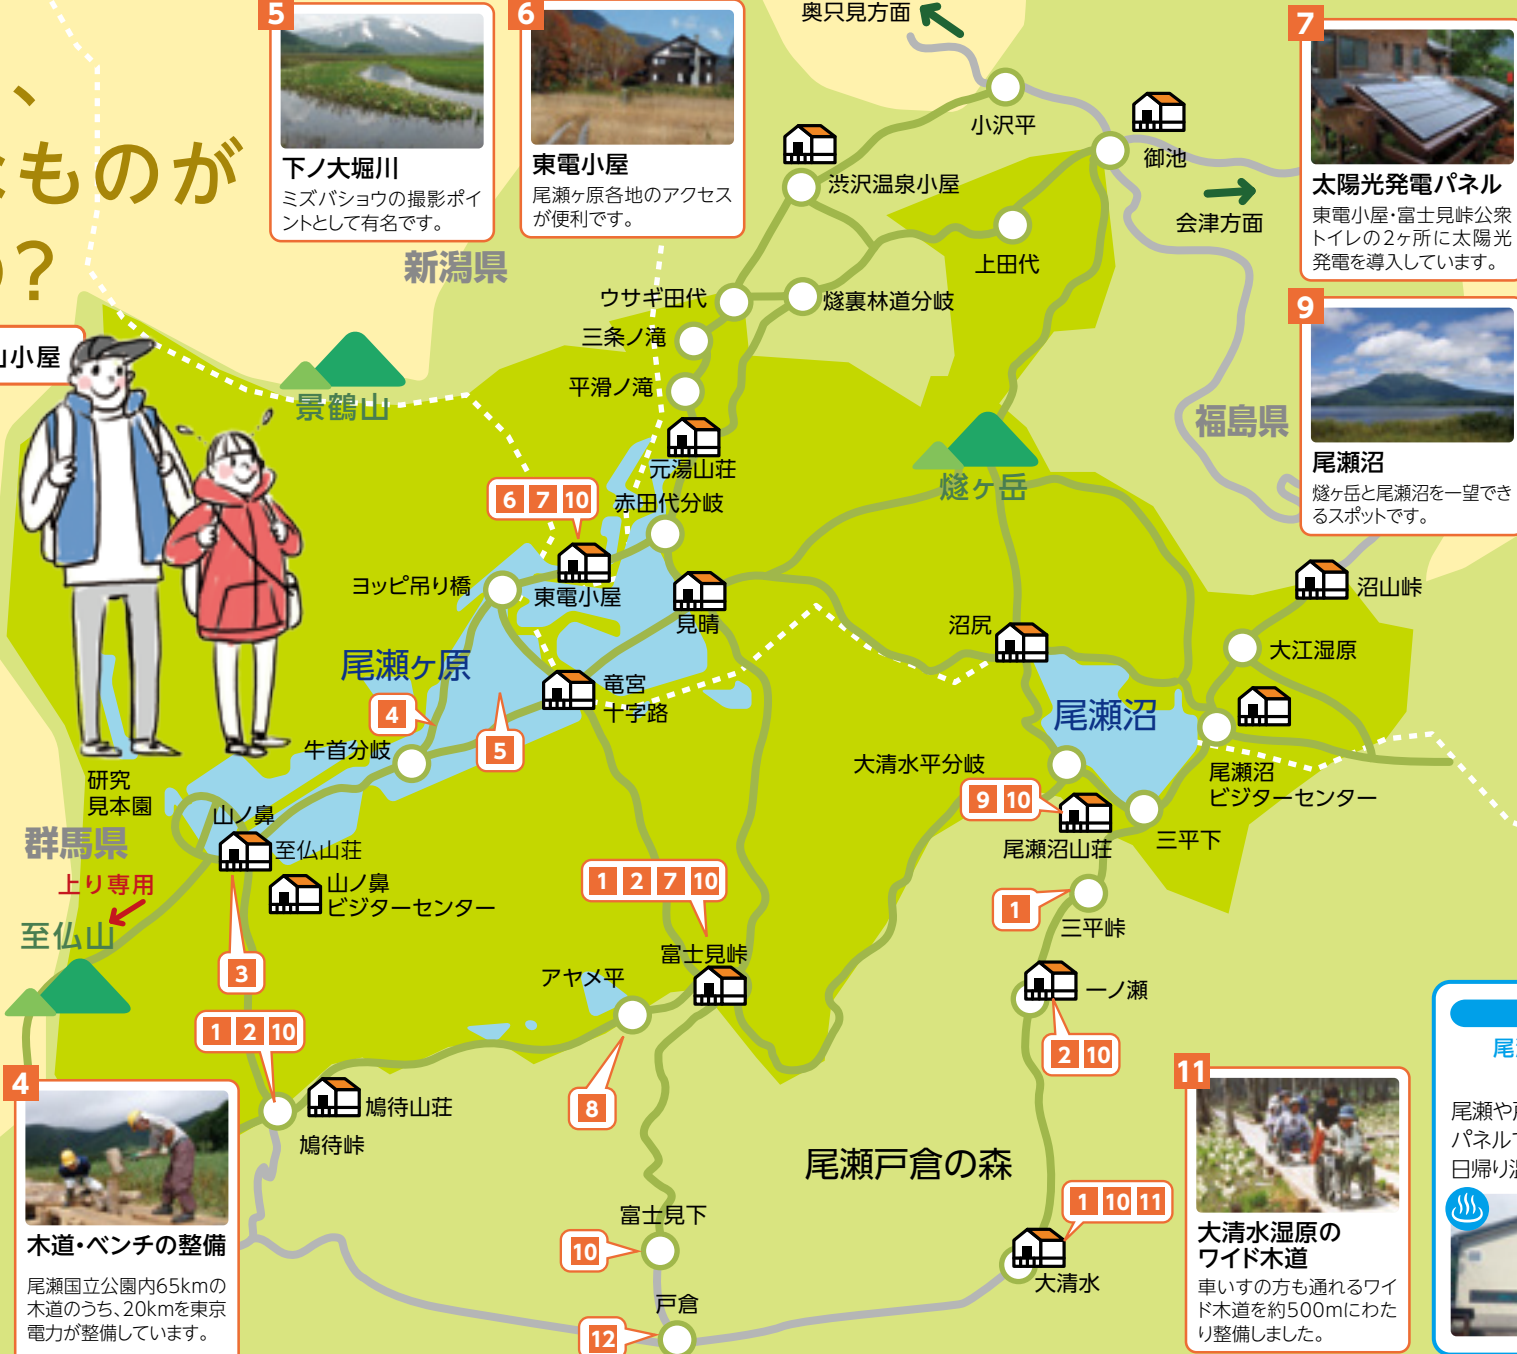 、
なものが
の?
山小屋
5
下ノ大堀川
ミズバショウの撮影ポイ
ントとして有名です。
6
東電小屋
尾瀬ヶ原各地のアクセス
が便利です。
7
太陽光発電パネル
東電小屋・富士見峠公衆
トイレの2ヶ所に太陽光
発電を導入しています。
9
尾瀬沼
燧ヶ岳と尾瀬沼を一望でき
るスポットです。
奥只見方面
小沢平
御池
渋沢温泉小屋
会津方面
上田代
新潟県
ウサギ田代
燧裏林道分岐
三条ノ滝
平滑ノ滝
景鶴山
福島県
元湯山荘
燧ヶ岳
6 7 10
赤田代分岐
ヨッピ吊り橋
東電小屋
見晴
沼山峠
沼尻
大江湿原
尾瀬ヶ原
竜宮
十字路
4
5
尾瀬沼
牛首分岐
大清水平分岐
尾瀬沼
ビジターセンター
研究
見本園
山ノ鼻
9 10
群馬県
至仏山荘
尾瀬沼山荘
三平下
上り専用
山ノ鼻
ビジターセンター
1 2 7 10
1
三平峠
至仏山
3
富士見峠
アヤメ平
一ノ瀬
1 2 10
2 10
8
鳩待山荘
鳩待峠
尾瀬戸倉の森
1 10 11
富士見下
10
大清水
戸倉
12
4
木道・ベンチの整備
尾瀬国立公園内65kmの
木道のうち、20kmを東京
電力が整備しています。
11
大清水湿原の
ワイド木道
車いすの方も通れるワイ
ド木道を約500mにわた
り整備しました。
尾
尾瀬や
パネルで
日帰り